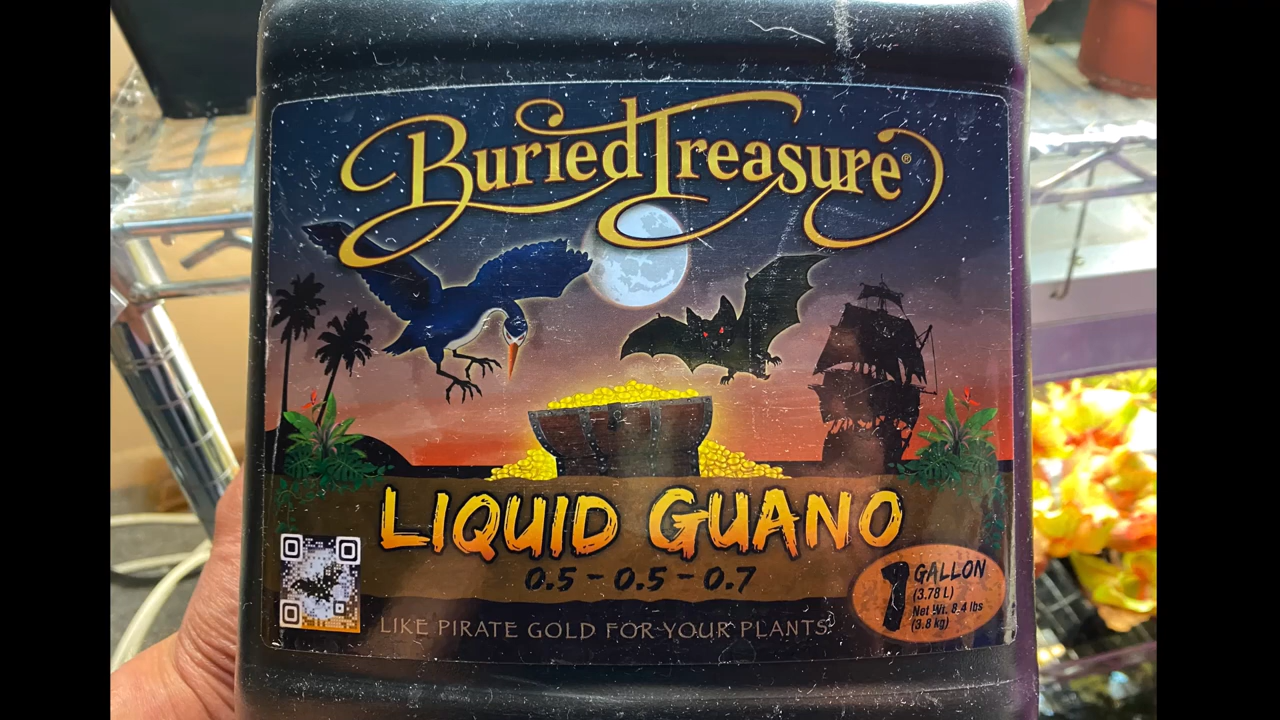 Buried Treasure®
LIQUID GUANO
0.5 - 0.5 - 0.7
1 GALLON
(3.78 L)
Net Wt. 8.4 lbs
(3.8 kg)
LIKE PIRATE GOLD FOR YOUR PLANTS!